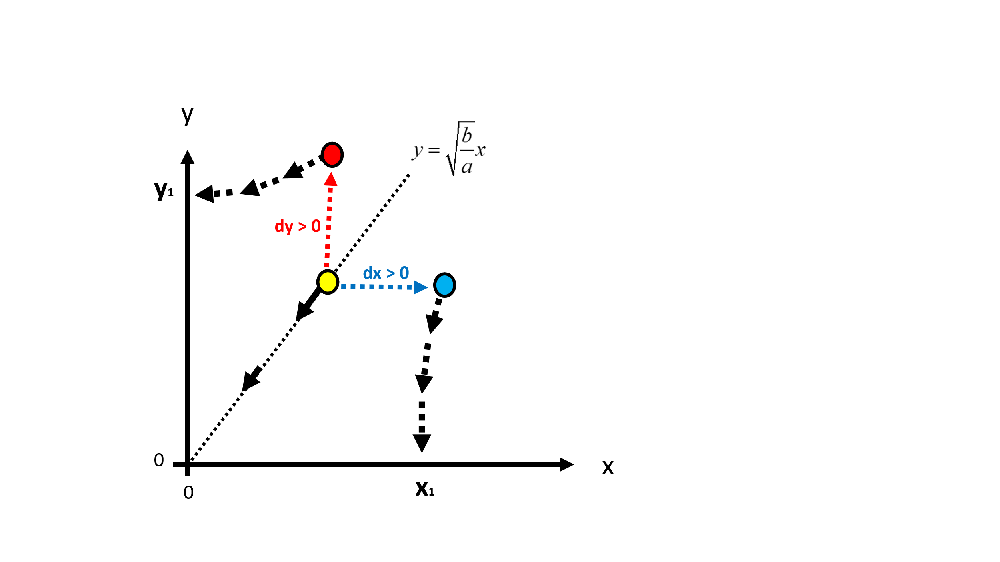 y
y = √(b/a) x
y₁
dy > 0
dx > 0
0
x
0
x₁